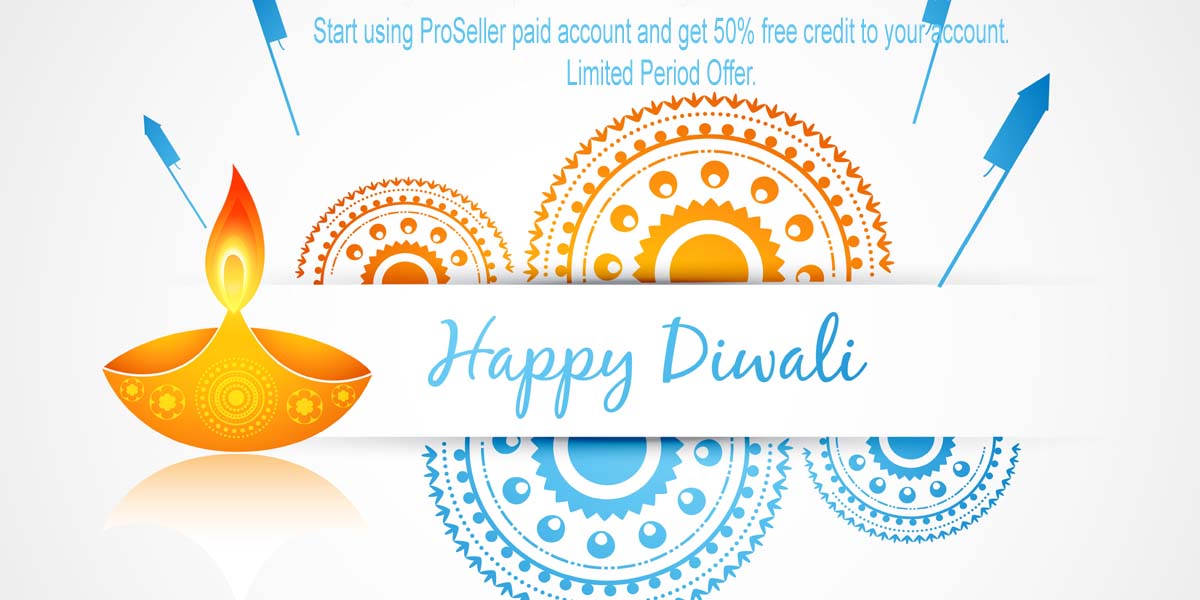 Start using ProSeller paid account and get 50% free credit to your account.
Limited Period Offer.
Happy Diwali